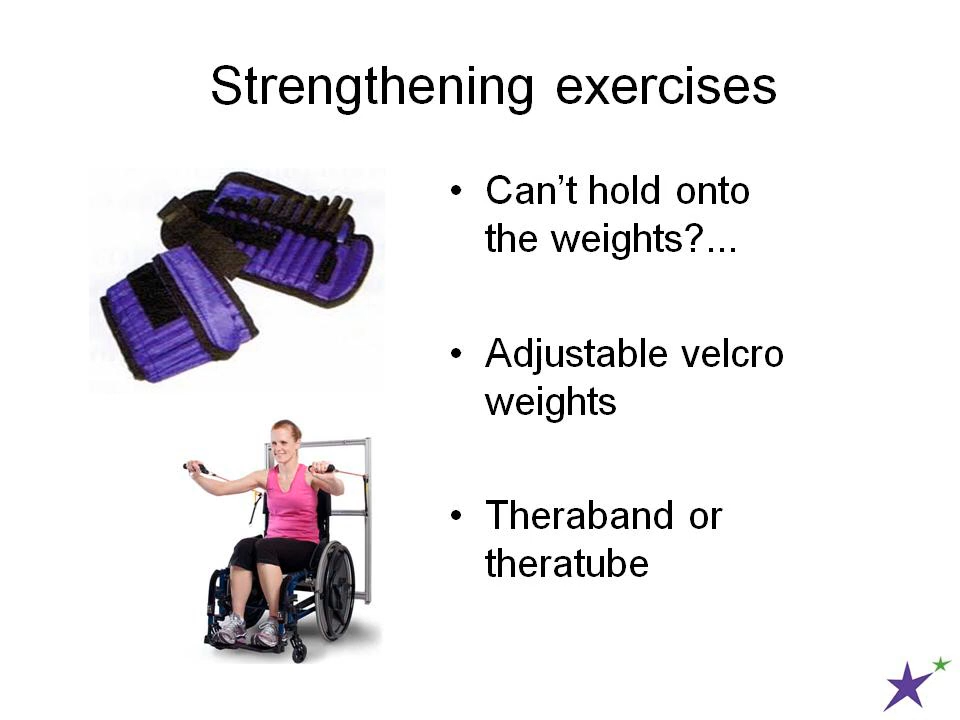 Strengthening exercises
• Can’t hold onto
the weights?...
• Adjustable velcro
weights
• Theraband or
theratube